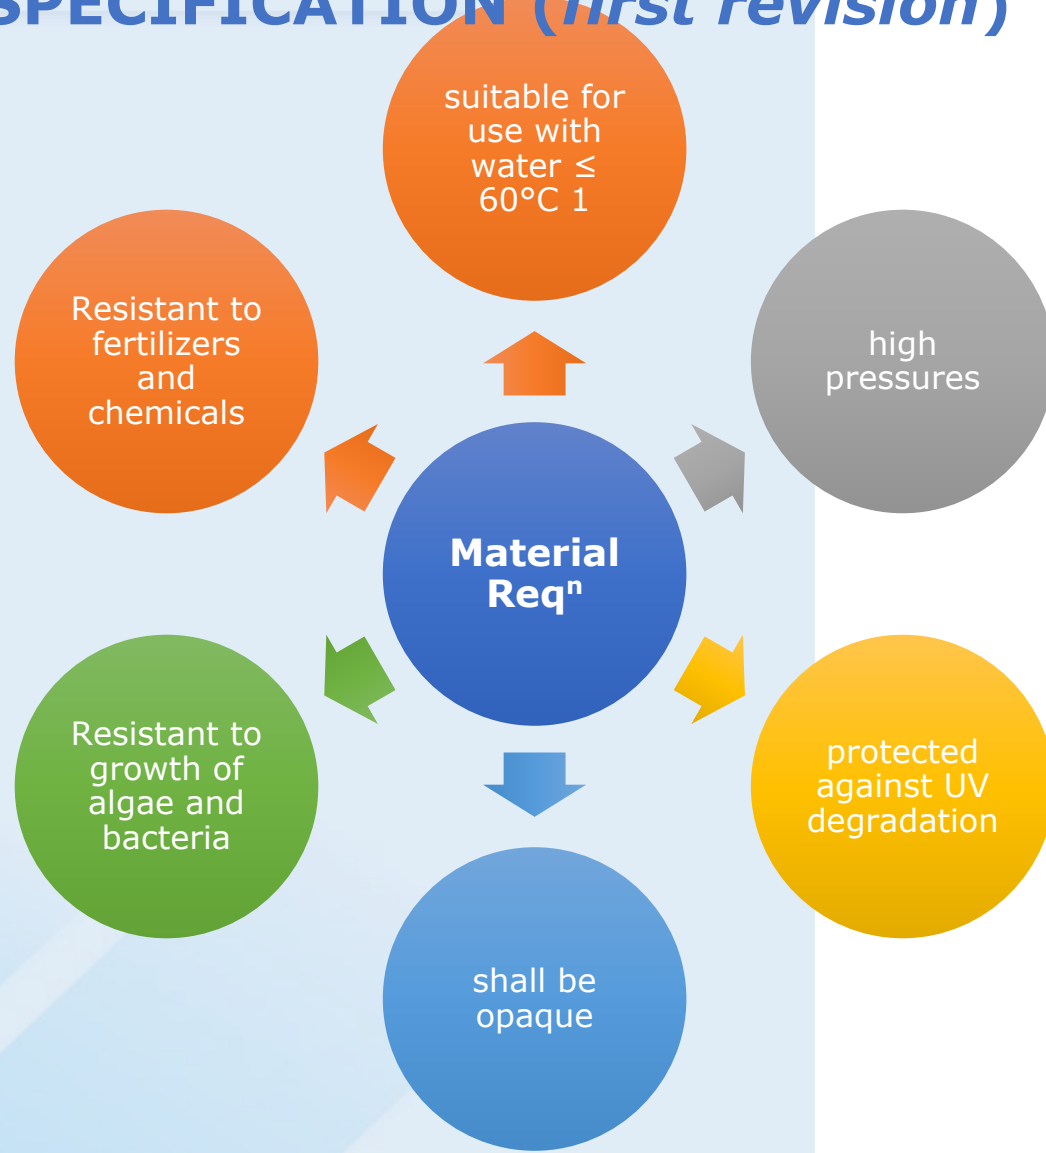 SPECIFICATION (first revision)
suitable for
use with
water ≤
60°C 1
high
pressures
protected
against UV
degradation
shall be
opaque
Resistant to
growth of
algae and
bacteria
Resistant to
fertilizers
and
chemicals
Material
Reqⁿ